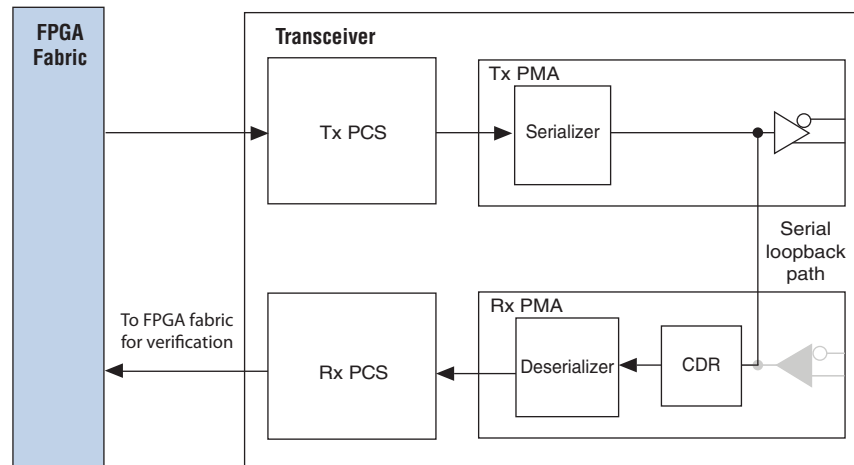 FPGA
Fabric
Transceiver
Tx PMA
Tx PCS
Serializer
Serial
loopback
path
To FPGA fabric
for verification
Rx PMA
Rx PCS
Deserializer
CDR